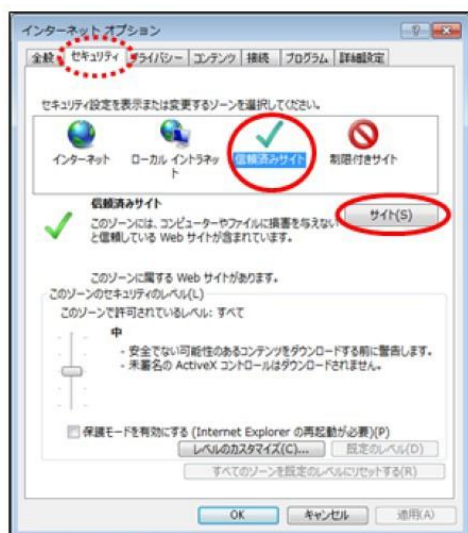 インターネット オプション
全般 セキュリティ プライバシー コンテンツ 接続 プログラム 詳細設定
セキュリティ設定を表示または変更するゾーンを選択してください。
インターネット ローカル イントラネッ 信頼済みサイト 制限付きサイト
ト
信頼済みサイト
サイト(S)
このゾーンには、コンピューターやファイルに損害を与えない
と信頼している Web サイトが含まれています。
このゾーンに属する Web サイトがあります。
このゾーンのセキュリティのレベル(L)
このゾーンで許可されているレベル: すべて
中
- 安全でない可能性のあるコンテンツをダウンロードする前に警告します。
- 未署名の ActiveX コントロールはダウンロードされません。
保護モードを有効にする (Internet Explorer の再起動が必要)(P)
レベルのカスタマイズ(C)... 既定のレベル(D)
すべてのゾーンを既定のレベルにリセットする(R)
OK キャンセル 適用(A)